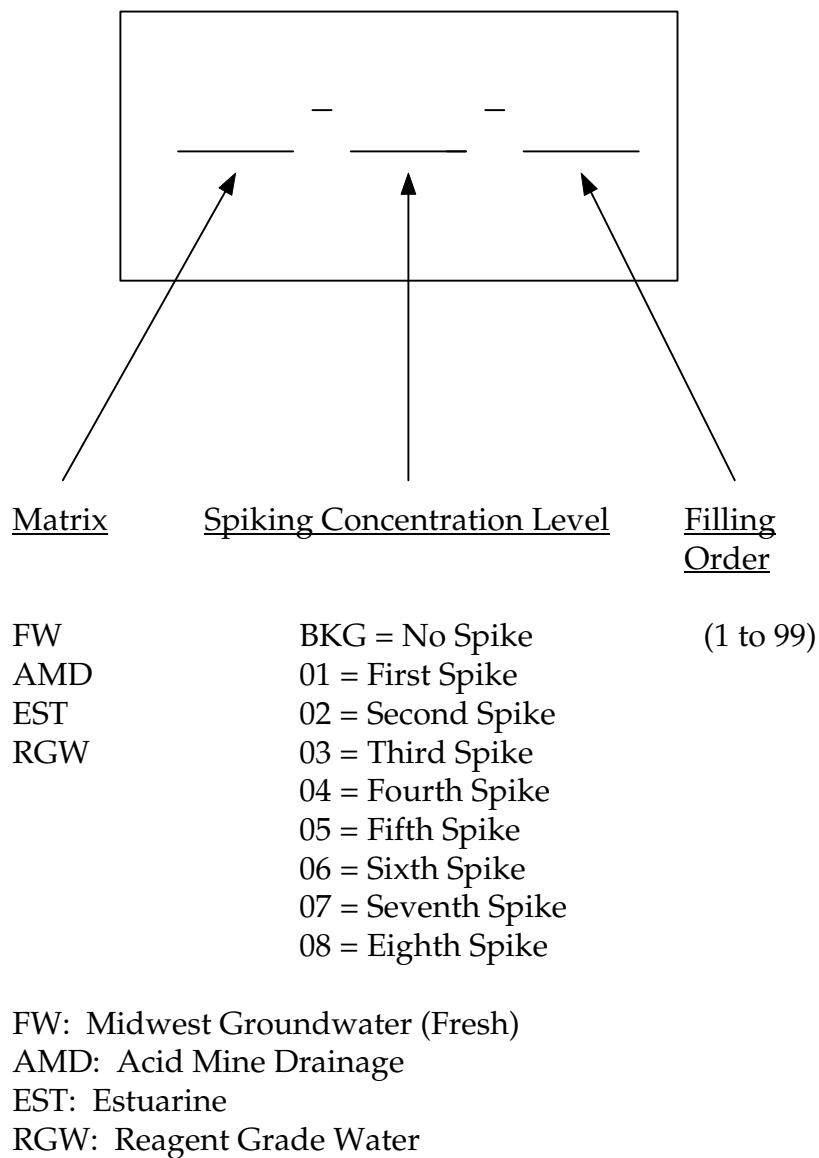 Matrix Spiking Concentration Level Filling
Order
FW BKG = No Spike (1 to 99)
AMD 01 = First Spike
EST 02 = Second Spike
RGW 03 = Third Spike
04 = Fourth Spike
05 = Fifth Spike
06 = Sixth Spike
07 = Seventh Spike
08 = Eighth Spike
FW: Midwest Groundwater (Fresh)
AMD: Acid Mine Drainage
EST: Estuarine
RGW: Reagent Grade Water